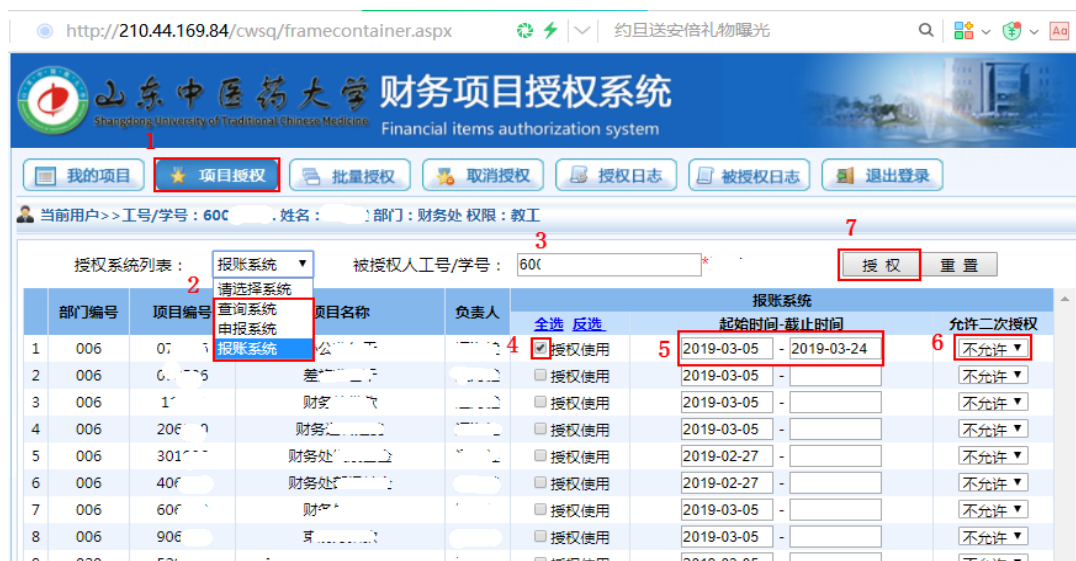 http://210.44.169.84/cwsq/framecontainer.aspx 约旦送安倍礼物曝光
山东中医药大学 财务项目授权系统
Shangdong University of Traditional Chinese Medicine Financial items authorization system
1
我的项目 项目授权 批量授权 取消授权 授权日志 被授权日志 退出登录
当前用户>>工号/学号：600 姓名： 部门：财务处 权限：教工
3 7
授权系统列表： 报账系统 被授权人工号/学号： 600 * 授 权 重 置
2 请选择系统
查询系统
申报系统
报账系统
部门编号 项目编号 项目名称 负责人 报账系统
全选 反选 起始时间-截止时间 允许二次授权
1 006 07 4 授权使用 5 2019-03-05 - 2019-03-24 6 不允许
2 006 授权使用 2019-03-05 - 不允许
3 006 授权使用 2019-03-05 - 不允许
4 006 206 授权使用 2019-03-05 - 不允许
5 006 301 财务处 授权使用 2019-02-27 - 不允许
6 006 406 财务处 授权使用 2019-02-27 - 不允许
7 006 606 授权使用 2019-03-05 - 不允许
8 006 906 授权使用 2019-03-05 - 不允许